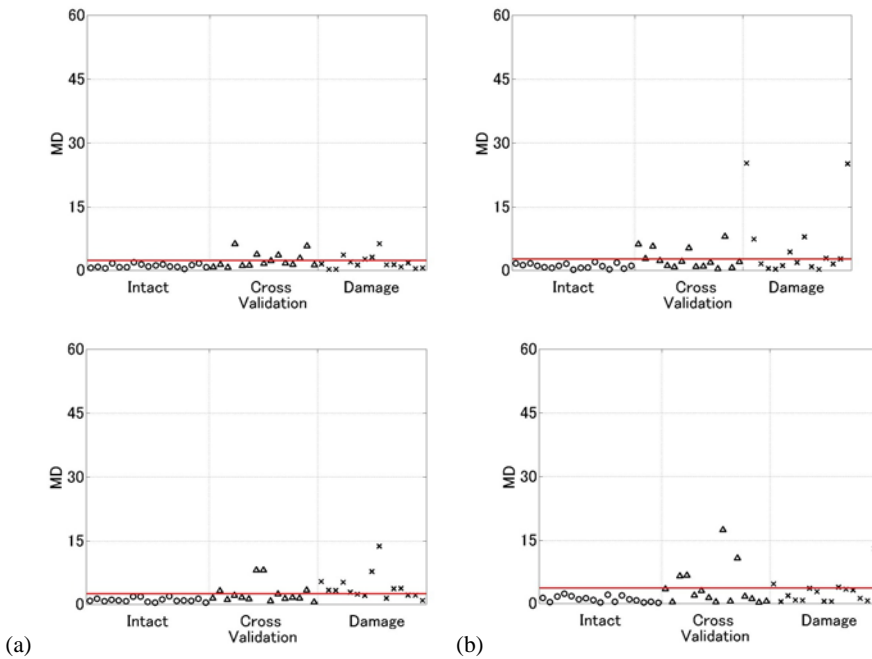 60
45
MD
30
15
0
Intact
Cross
Validation
Damage
60
45
MD
30
15
0
Intact
Cross
Validation
Damage
60
45
MD
30
15
0
Intact
Cross
Validation
Damage
60
45
MD
30
15
0
Intact
Cross
Validation
Damage
(a)
(b)